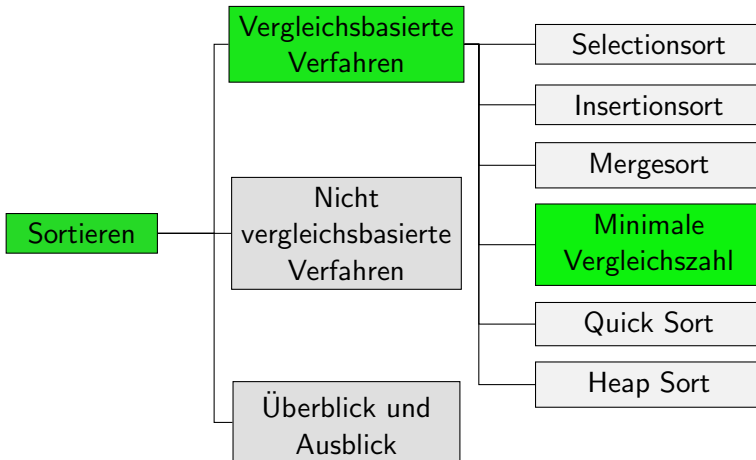 Sortieren
Vergleichsbasierte
Verfahren
Nicht
vergleichsbasierte
Verfahren
Überblick und
Ausblick
Selectionsort
Insertionsort
Mergesort
Minimale
Vergleichszahl
Quick Sort
Heap Sort